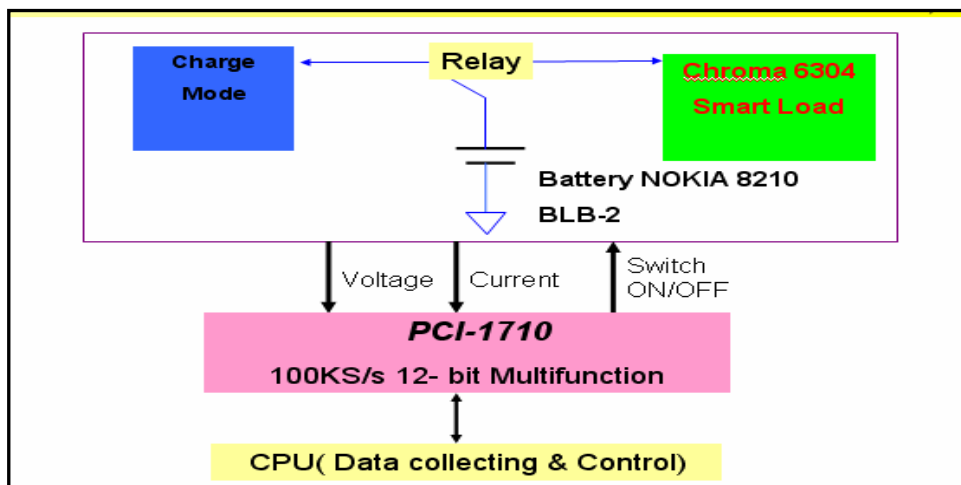 Charge
Mode
Relay
Chroma 6304
Smart Load
Battery NOKIA 8210
BLB-2
Voltage
Current
Switch
ON/OFF
PCI-1710
100KS/s 12- bit Multifunction
CPU( Data collecting & Control)